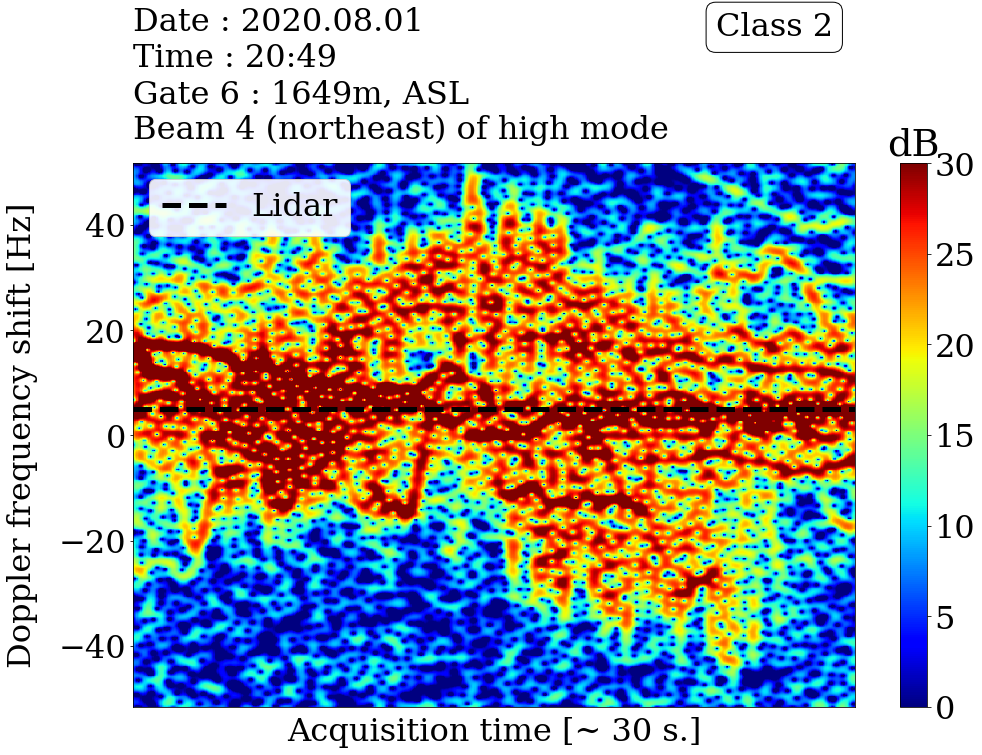 Date : 2020.08.01
Time : 20:49
Gate 6 : 1649m, ASL
Beam 4 (northeast) of high mode
Class 2
dB
Lidar
Doppler frequency shift [Hz]
40
20
0
−20
−40
30
25
20
15
10
5
0
Acquisition time [~ 30 s.]